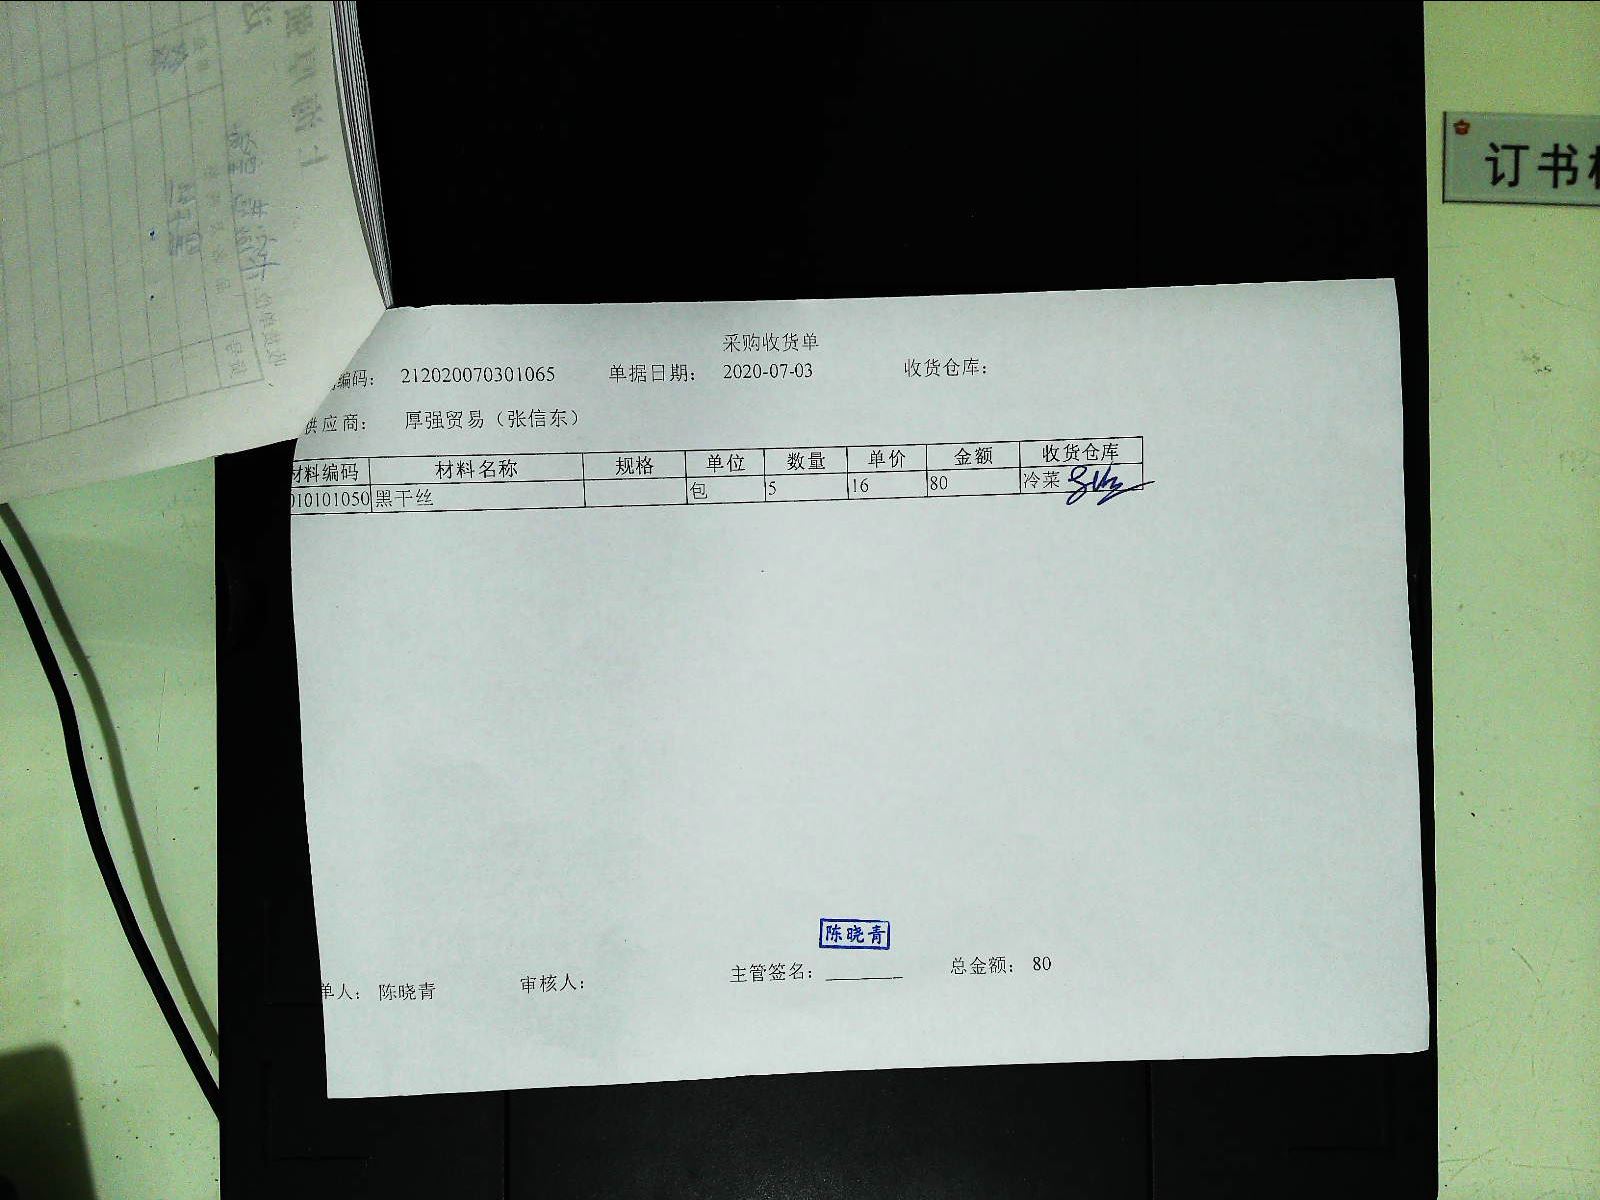 订书
采购收货单
编码： 212020070301065 单据日期： 2020-07-03 收货仓库：
供应商： 厚强贸易（张信东）
材料编码 材料名称 规格 单位 数量 单价 金额 收货仓库
010101050 黑干丝 包 5 16 80 冷菜
陈晓青
单人： 陈晓青 审核人： 主管签名： ________ 总金额： 80